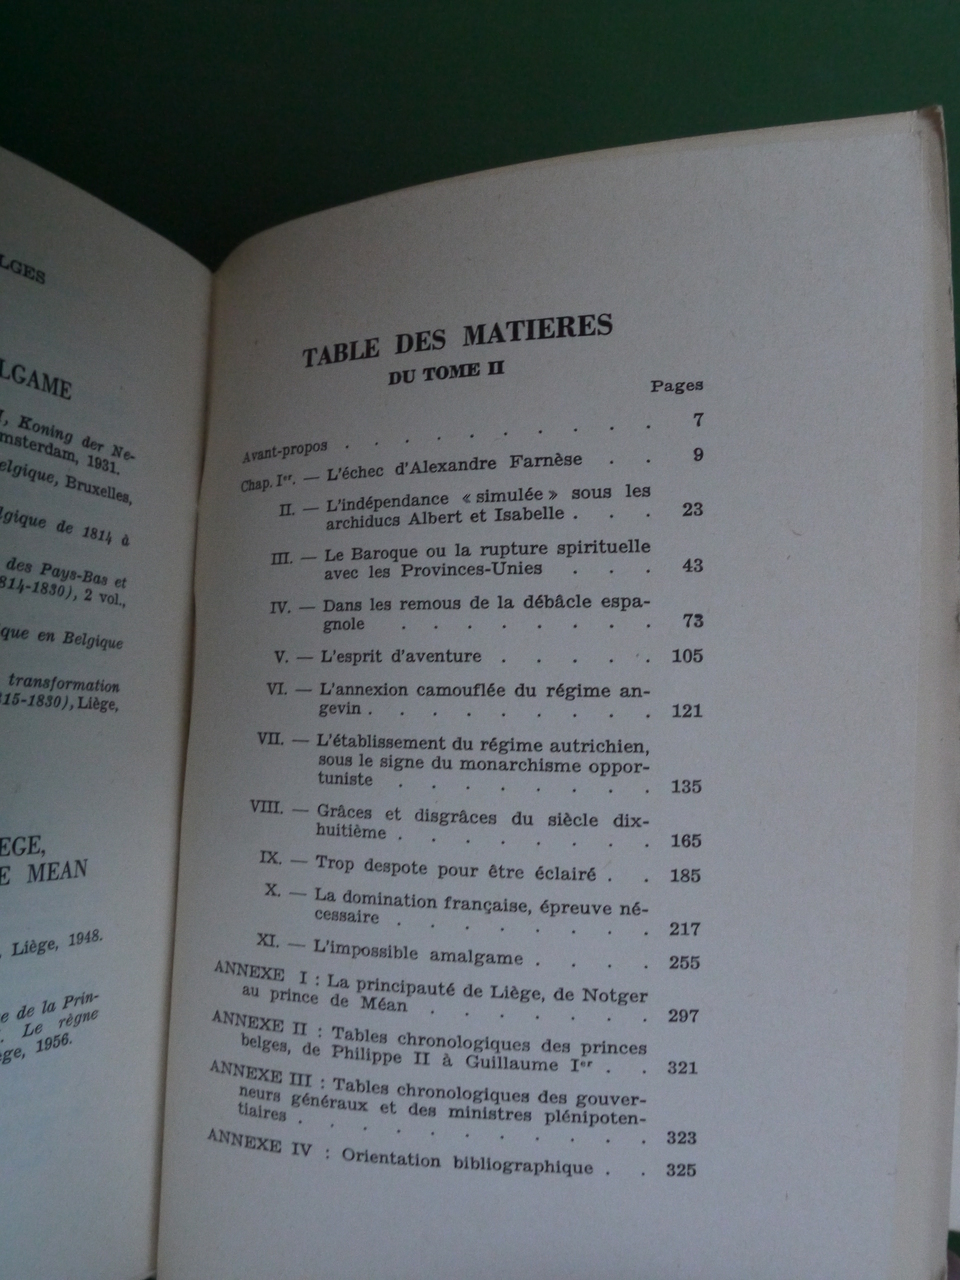 LGES
LGAME
, Koning der Ne-
msterdam, 1931.
elgique, Bruxelles,
lgique de 1814 à
des Pays-Bas et
814-1830), 2 vol.,
que en Belgique
transformation
15-1830), Liège,
EGE,
E MEAN
, Liège, 1948.
e de la Prin-
. Le règne
ège, 1956.
TABLE DES MATIERES
DU TOME II
Pages
Avant-propos . . . . . . . . . . 7
Chap. Ier. — L'échec d'Alexandre Farnèse . . 9
II. — L'indépendance « simulée » sous les
archiducs Albert et Isabelle . . . 23
III. — Le Baroque ou la rupture spirituelle
avec les Provinces-Unies . . . 43
IV. — Dans les remous de la débâcle espa-
gnole . . . . . . . . 73
V. — L'esprit d'aventure . . . . . 105
VI. — L'annexion camouflée du régime an-
gevin . . . . . . . . . 121
VII. — L'établissement du régime autrichien,
sous le signe du monarchisme oppor-
tuniste . . . . . . . . 135
VIII. — Grâces et disgrâces du siècle dix-
huitième . . . . . . . . 165
IX. — Trop despote pour être éclairé . . 185
X. — La domination française, épreuve né-
cessaire . . . . . . . . 217
XI. — L'impossible amalgame . . . . 255
ANNEXE I : La principauté de Liège, de Notger
au prince de Méan . . . . . . . 297
ANNEXE II : Tables chronologiques des princes
belges, de Philippe II à Guillaume Ier . . 321
ANNEXE III : Tables chronologiques des gouver-
neurs généraux et des ministres plénipoten-
tiaires . . . . . . . . . . . 323
ANNEXE IV : Orientation bibliographique . . 325